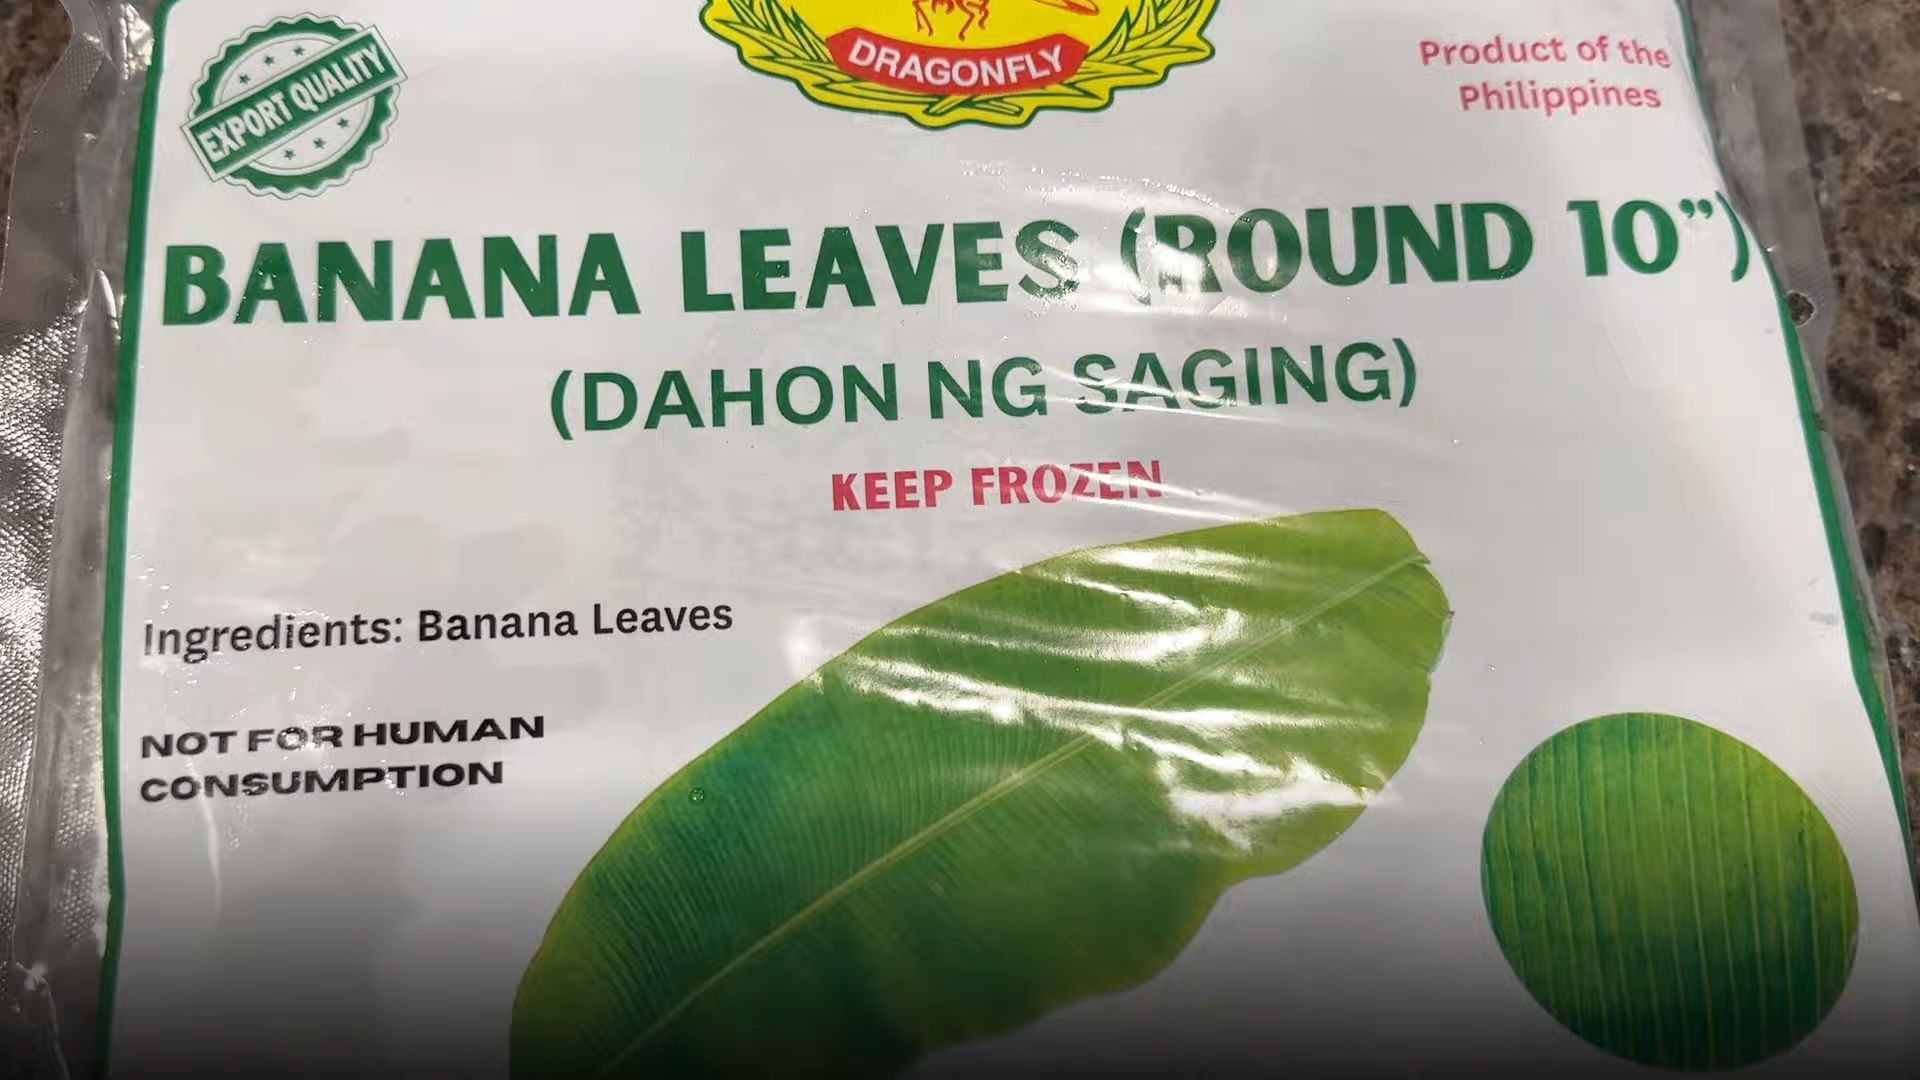 EXPORT QUALITY
DRAGONFLY
Product of the
Philippines
BANANA LEAVES (ROUND 10")
(DAHON NG SAGING)
KEEP FROZEN
Ingredients: Banana Leaves
NOT FOR HUMAN
CONSUMPTION